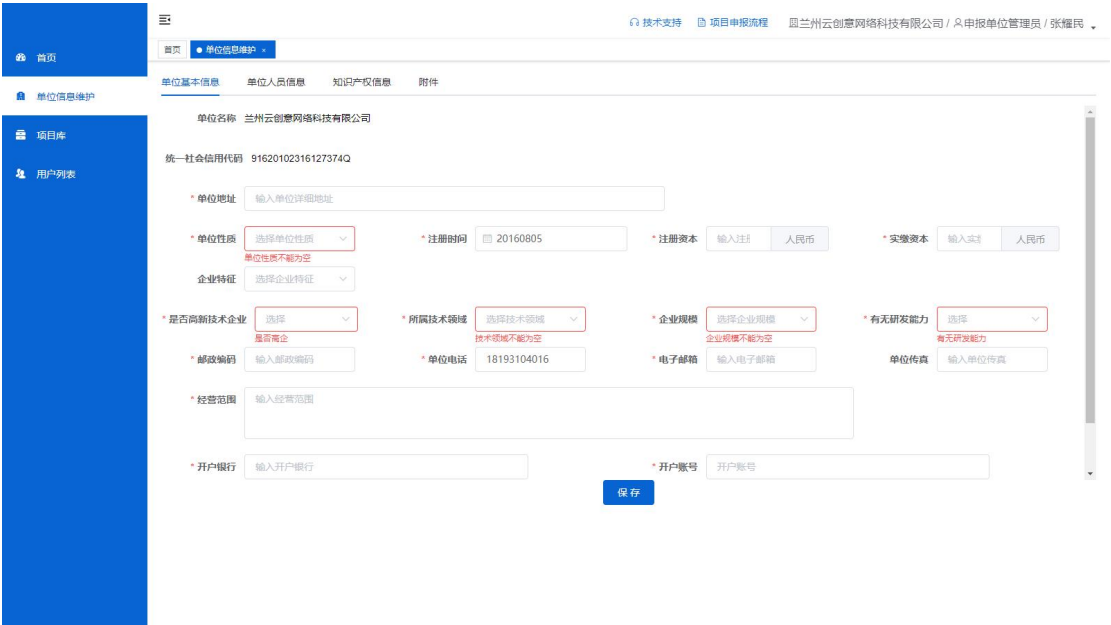 技术支持 项目申报流程 兰州云创意网络科技有限公司 / 申报单位管理员 / 张耀民
首页
单位信息维护
项目库
用户列表
首页 单位信息维护 ×
单位基本信息 单位人员信息 知识产权信息 附件
单位名称 兰州云创意网络科技有限公司
统一社会信用代码 91620102316127374Q
* 单位地址 输入单位详细地址
* 单位性质 选择单位性质 * 注册时间 20160805 * 注册资本 输入注 人民币 * 实缴资本 输入实 人民币
单位性质不能为空
企业特征 选择企业特征
* 是否高新技术企业 选择 * 所属技术领域 选择技术领域 * 企业规模 选择企业规模 * 有无研发能力 选择
是否高企 技术领域不能为空 企业规模不能为空 有无研发能力
* 邮政编码 输入邮政编码 * 单位电话 18193104016 * 电子邮箱 输入电子邮箱 单位传真 输入单位传真
* 经营范围 输入经营范围
* 开户银行 输入开户银行 * 开户账号 开户账号
保存